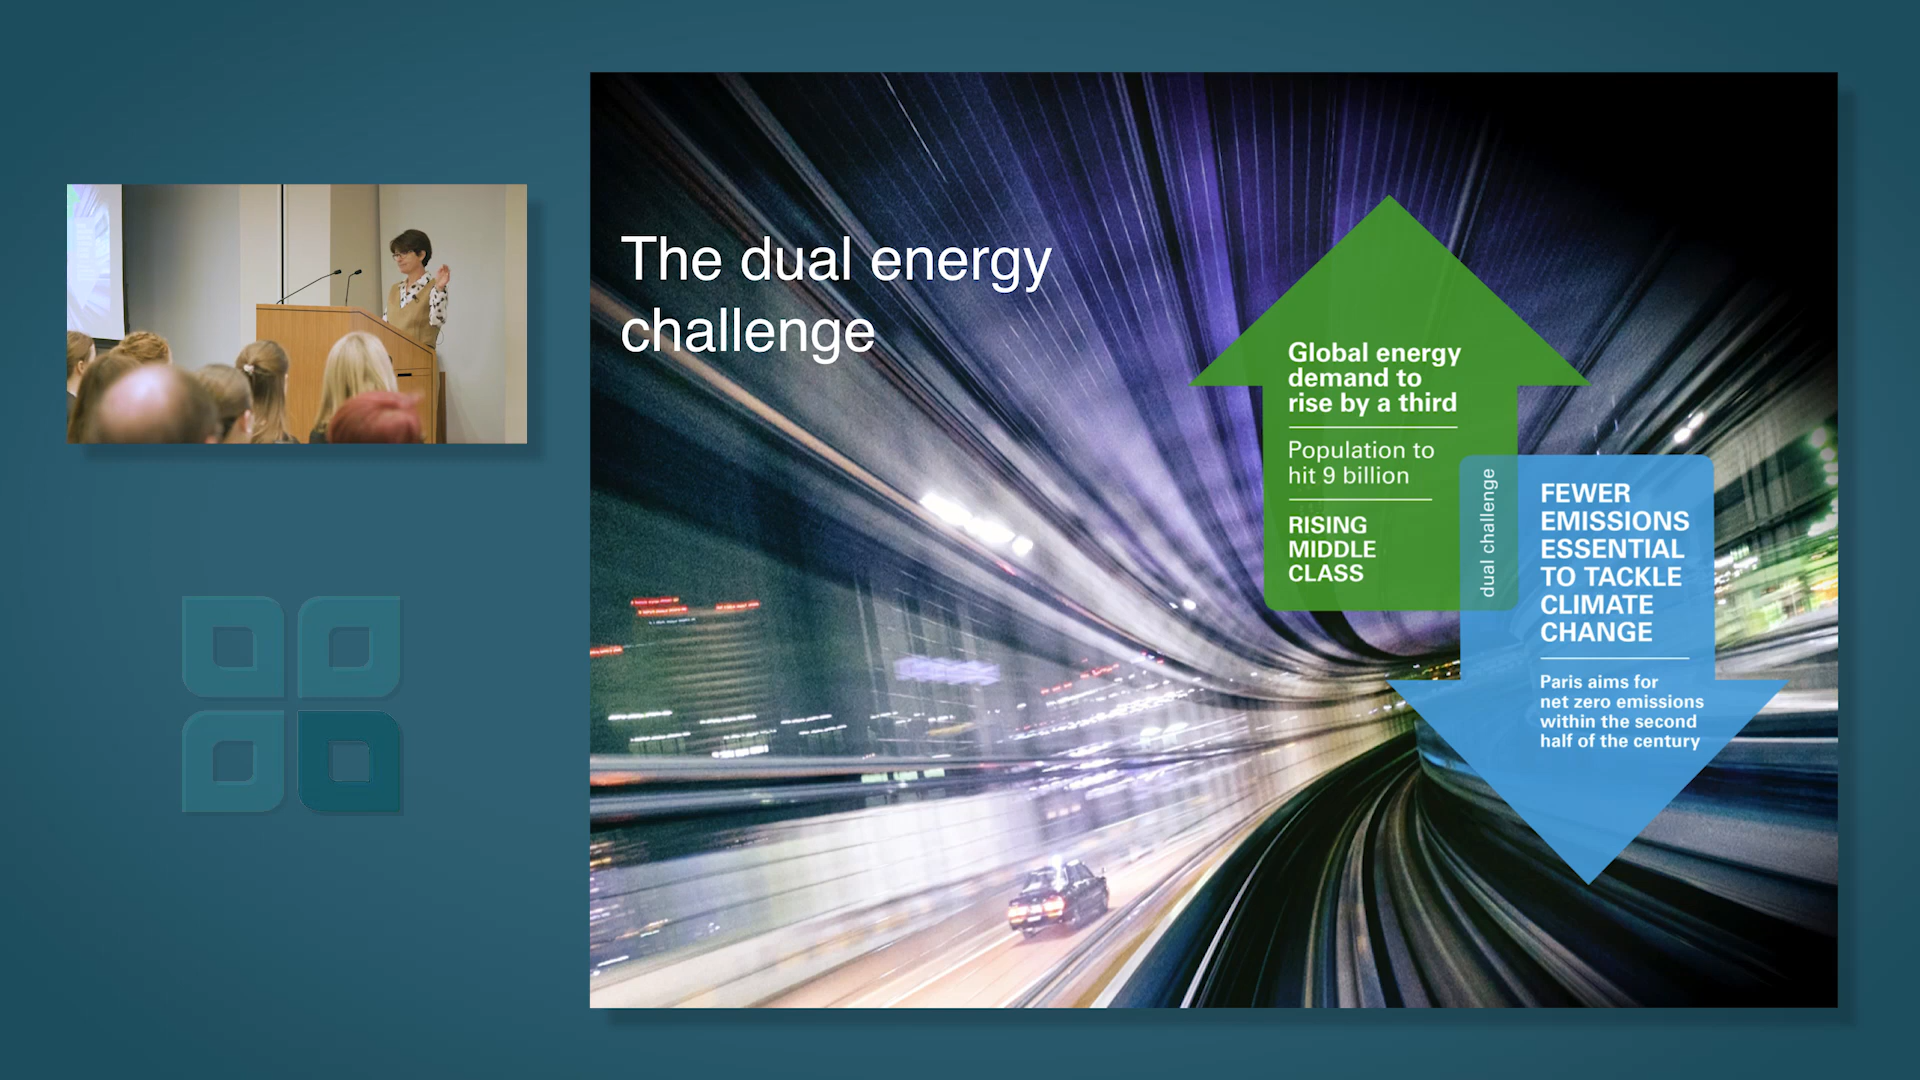 The dual energy
challenge
Global energy
demand to
rise by a third
Population to
hit 9 billion
RISING
MIDDLE
CLASS
dual challenge
FEWER
EMISSIONS
ESSENTIAL
TO TACKLE
CLIMATE
CHANGE
Paris aims for
net zero emissions
within the second
half of the century